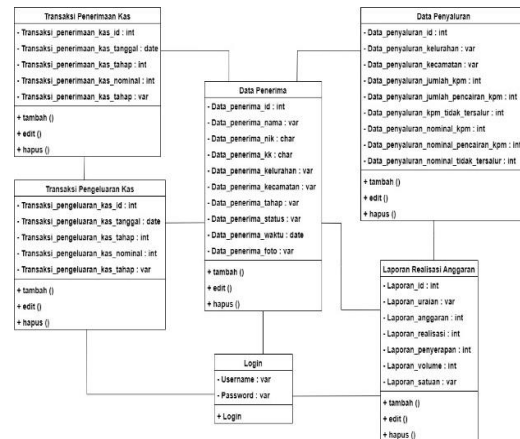 Transaksi Penerimaan Kas
- Transaksi_penerimaan_kas_id : int
- Transaksi_penerimaan_kas_tanggal : date
- Transaksi_penerimaan_kas_tahap : int
- Transaksi_penerimaan_kas_nominal : int
- Transaksi_penerimaan_kas_tahap : var
+ tambah ()
+ edit ()
+ hapus ()
Transaksi Pengeluaran Kas
- Transaksi_pengeluaran_kas_id : int
- Transaksi_pengeluaran_kas_tanggal : date
- Transaksi_pengeluaran_kas_tahap : int
- Transaksi_pengeluaran_kas_nominal : int
- Transaksi_pengeluaran_kas_tahap : var
+ tambah ()
+ edit ()
+ hapus ()
Data Penerima
- Data_penerima_id : int
- Data_penerima_nama : var
- Data_penerima_nik : char
- Data_penerima_kk : char
- Data_penerima_kelurahan : var
- Data_penerima_kecamatan : var
- Data_penerima_tahap : var
- Data_penerima_status : var
- Data_penerima_waktu : date
- Data_penerima_foto : var
+ tambah ()
+ edit ()
+ hapus ()
Login
- Username : var
- Password : var
+ Login
Data Penyaluran
- Data_penyaluran_id : int
- Data_penyaluran_kelurahan : var
- Data_penyaluran_kecamatan : var
- Data_penyaluran_jumlah_kpm : int
- Data_penyaluran_jumlah_pencairan_kpm : int
- Data_penyaluran_kpm_tidak_tersalur : int
- Data_penyaluran_nominal_kpm : int
- Data_penyaluran_nominal_pencairan_kpm : int
- Data_penyaluran_nominal_tidak_tersalur : int
+ tambah ()
+ edit ()
+ hapus ()
Laporan Realisasi Anggaran
- Laporan_id : int
- Laporan_uraian : var
- Laporan_anggaran : int
- Laporan_realisasi : int
- Laporan_penyerapan : int
- Laporan_volume : int
- Laporan_satuan : var
+ tambah ()
+ edit ()
+ hapus ()